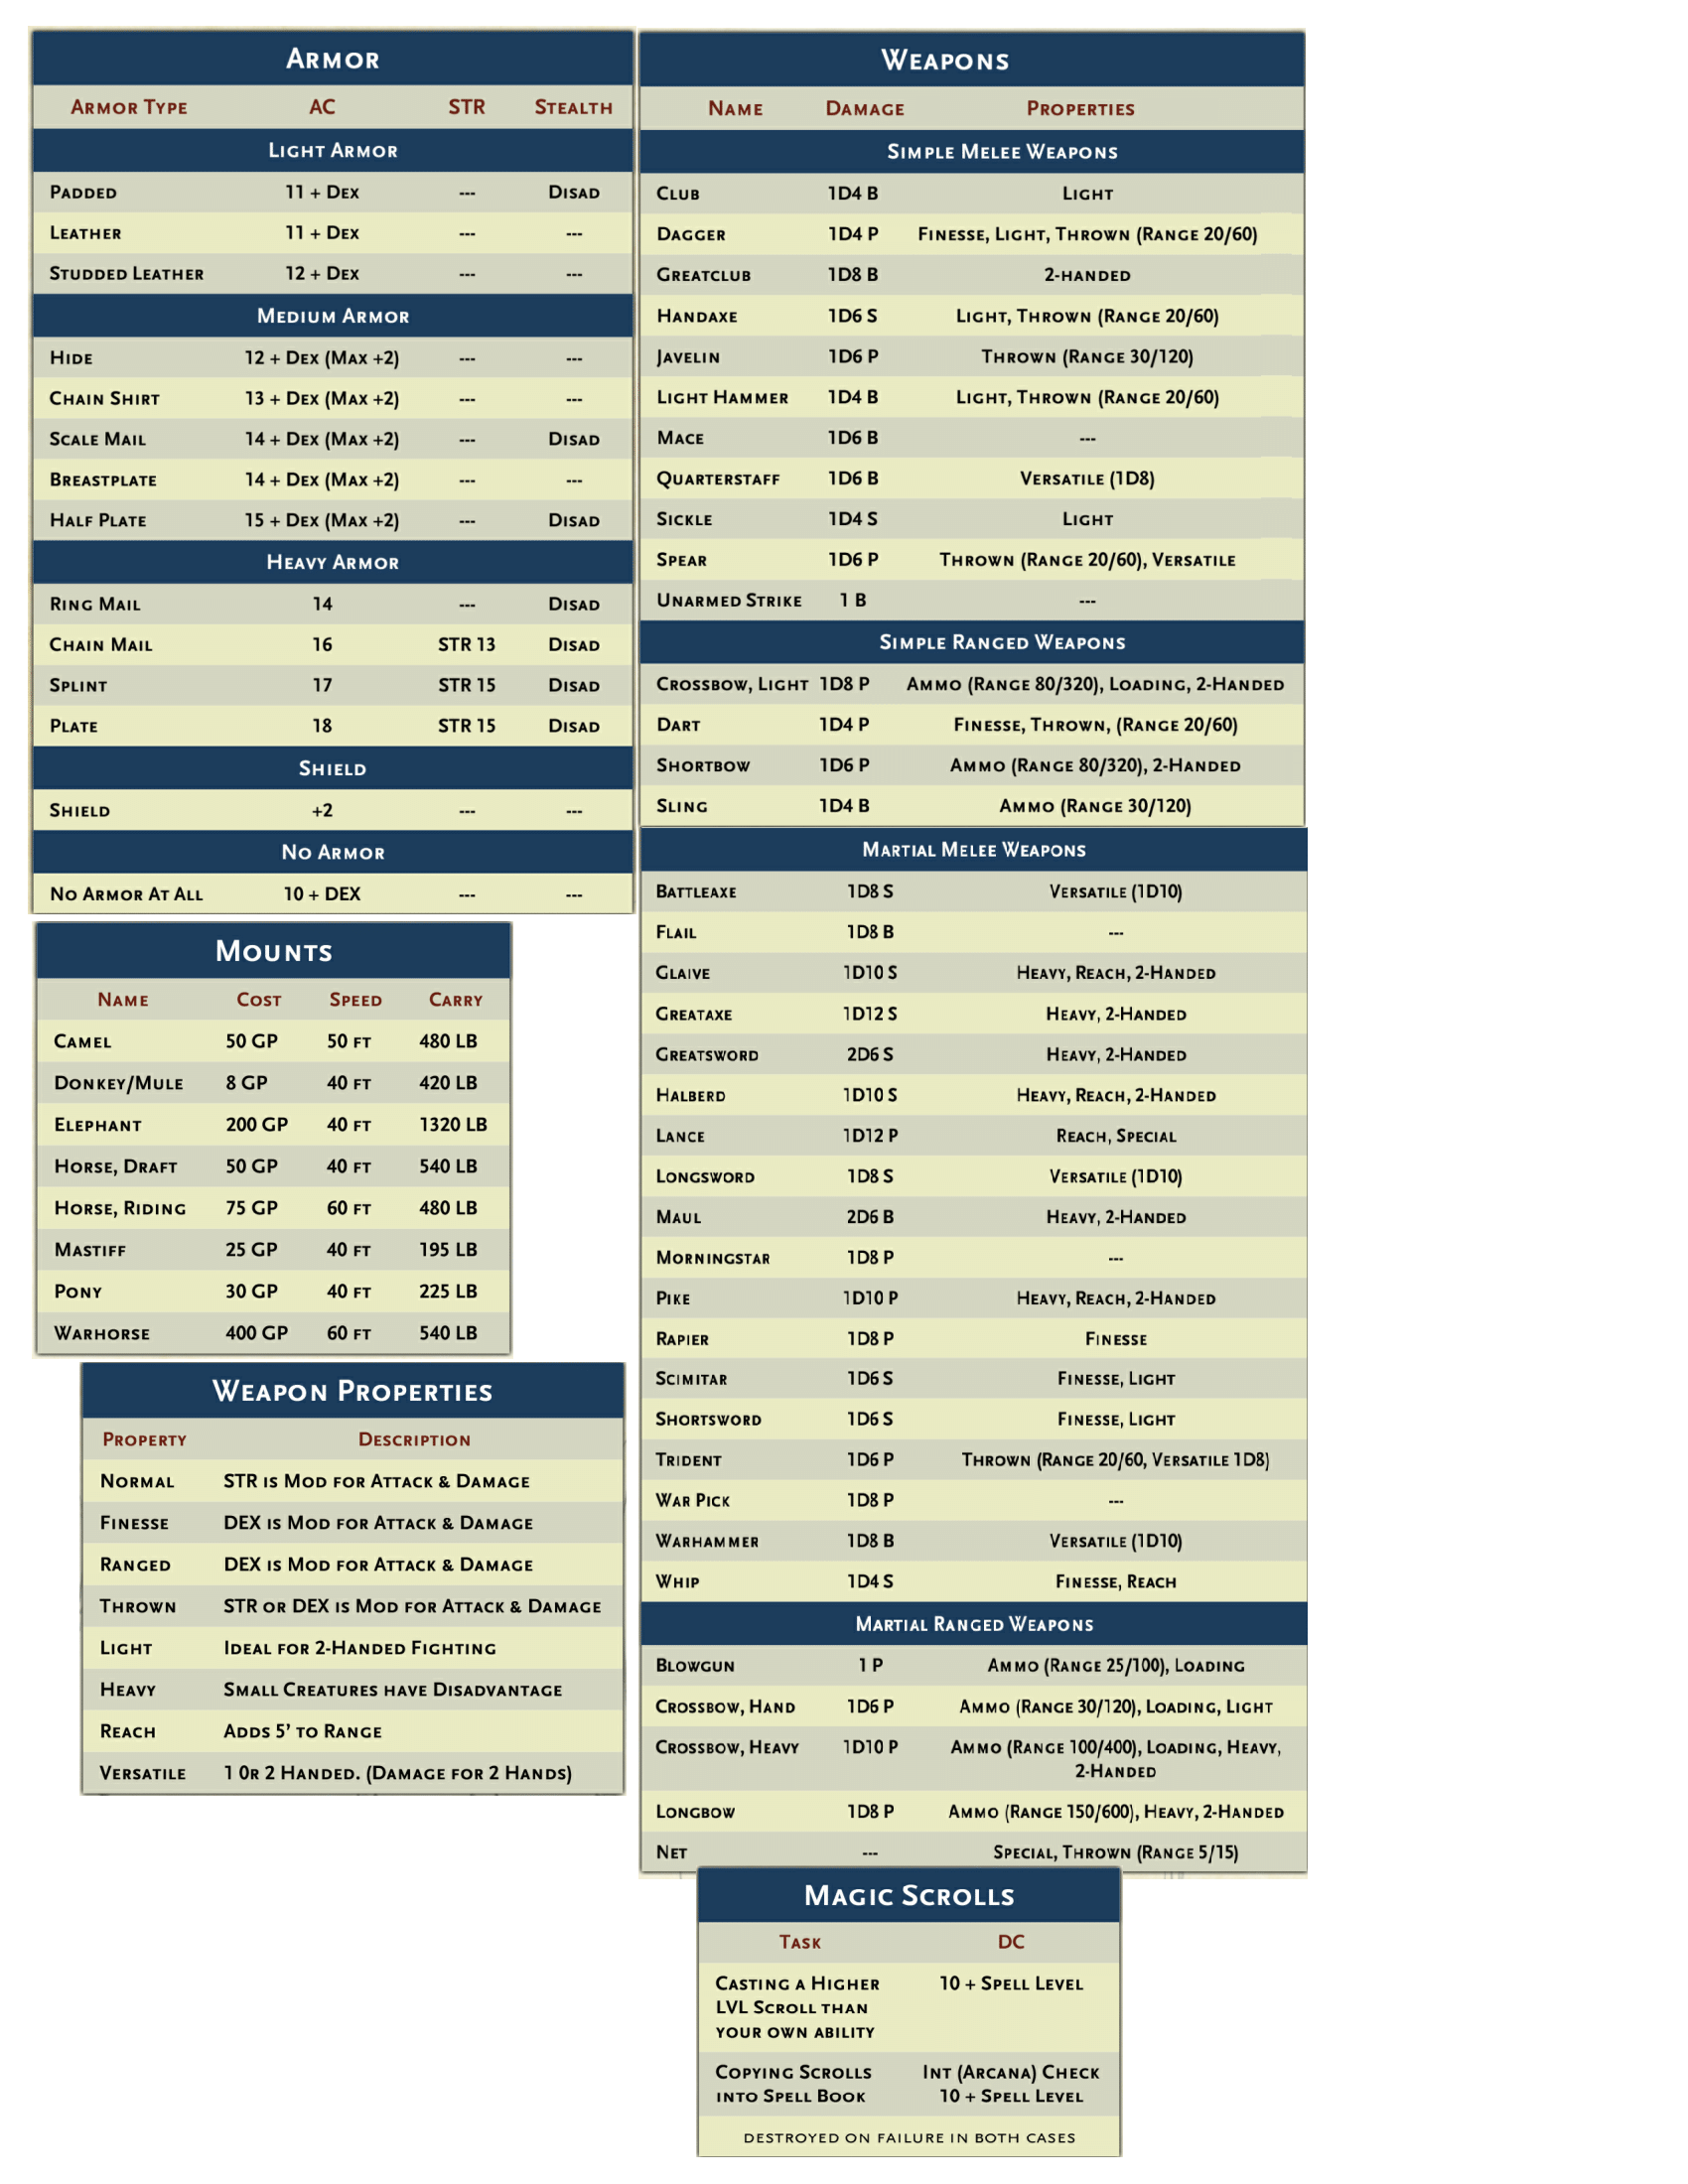 Armor
Armor Type AC STR Stealth
Light Armor
Padded 11 + Dex --- Disad
Leather 11 + Dex --- ---
Studded Leather 12 + Dex --- ---
Medium Armor
Hide 12 + Dex (Max +2) --- ---
Chain Shirt 13 + Dex (Max +2) --- ---
Scale Mail 14 + Dex (Max +2) --- Disad
Breastplate 14 + Dex (Max +2) --- ---
Half Plate 15 + Dex (Max +2) --- Disad
Heavy Armor
Ring Mail 14 --- Disad
Chain Mail 16 STR 13 Disad
Splint 17 STR 15 Disad
Plate 18 STR 15 Disad
Shield
Shield +2 --- ---
No Armor
No Armor At All 10 + DEX --- ---
Mounts
Name Cost Speed Carry
Camel 50 GP 50 ft 480 LB
Donkey/Mule 8 GP 40 ft 420 LB
Elephant 200 GP 40 ft 1320 LB
Horse, Draft 50 GP 40 ft 540 LB
Horse, Riding 75 GP 60 ft 480 LB
Mastiff 25 GP 40 ft 195 LB
Pony 30 GP 40 ft 225 LB
Warhorse 400 GP 60 ft 540 LB
Weapon Properties
Property Description
Normal STR is Mod for Attack & Damage
Finesse DEX is Mod for Attack & Damage
Ranged DEX is Mod for Attack & Damage
Thrown STR or DEX is Mod for Attack & Damage
Light Ideal for 2-Handed Fighting
Heavy Small Creatures have Disadvantage
Reach Adds 5' to Range
Versatile 1 0r 2 Handed. (Damage for 2 Hands)
Weapons
Name Damage Properties
Simple Melee Weapons
Club 1D4 B Light
Dagger 1D4 P Finesse, Light, Thrown (Range 20/60)
Greatclub 1D8 B 2-handed
Handaxe 1D6 S Light, Thrown (Range 20/60)
Javelin 1D6 P Thrown (Range 30/120)
Light Hammer 1D4 B Light, Thrown (Range 20/60)
Mace 1D6 B ---
Quarterstaff 1D6 B Versatile (1D8)
Sickle 1D4 S Light
Spear 1D6 P Thrown (Range 20/60), Versatile
Unarmed Strike 1 B ---
Simple Ranged Weapons
Crossbow, Light 1D8 P Ammo (Range 80/320), Loading, 2-Handed
Dart 1D4 P Finesse, Thrown, (Range 20/60)
Shortbow 1D6 P Ammo (Range 80/320), 2-Handed
Sling 1D4 B Ammo (Range 30/120)
Martial Melee Weapons
Battleaxe 1D8 S Versatile (1D10)
Flail 1D8 B ---
Glaive 1D10 S Heavy, Reach, 2-Handed
Greataxe 1D12 S Heavy, 2-Handed
Greatsword 2D6 S Heavy, 2-Handed
Halberd 1D10 S Heavy, Reach, 2-Handed
Lance 1D12 P Reach, Special
Longsword 1D8 S Versatile (1D10)
Maul 2D6 B Heavy, 2-Handed
Morningstar 1D8 P ---
Pike 1D10 P Heavy, Reach, 2-Handed
Rapier 1D8 P Finesse
Scimitar 1D6 S Finesse, Light
Shortsword 1D6 S Finesse, Light
Trident 1D6 P Thrown (Range 20/60, Versatile 1D8)
War Pick 1D8 P ---
Warhammer 1D8 B Versatile (1D10)
Whip 1D4 S Finesse, Reach
Martial Ranged Weapons
Blowgun 1 P Ammo (Range 25/100), Loading
Crossbow, Hand 1D6 P Ammo (Range 30/120), Loading, Light
Crossbow, Heavy 1D10 P Ammo (Range 100/400), Loading, Heavy,
2-Handed
Longbow 1D8 P Ammo (Range 150/600), Heavy, 2-Handed
Net --- Special, Thrown (Range 5/15)
Magic Scrolls
Task DC
Casting a Higher 10 + Spell Level
LVL Scroll than
your own ability
Copying Scrolls Int (Arcana) Check
into Spell Book 10 + Spell Level
destroyed on failure in both cases